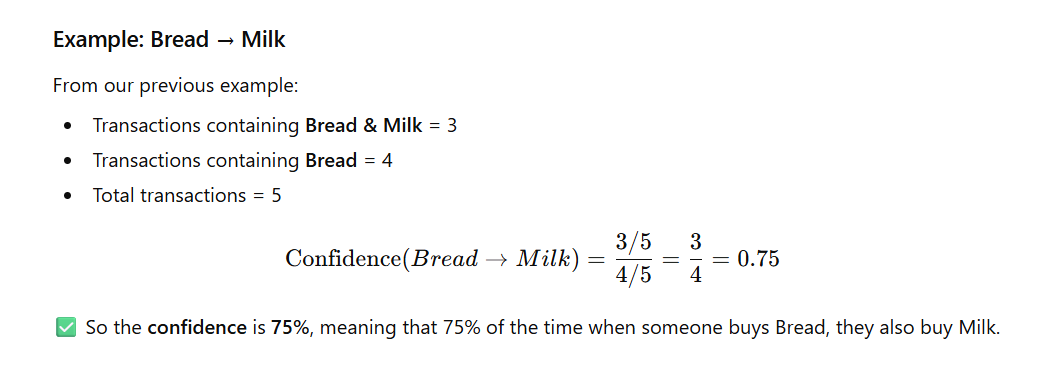 Example: Bread → Milk
From our previous example:
• Transactions containing Bread & Milk = 3
• Transactions containing Bread = 4
• Total transactions = 5
Confidence(Bread → Milk) = 3/5 / 4/5 = 3/4 = 0.75
✅ So the confidence is 75%, meaning that 75% of the time when someone buys Bread, they also buy Milk.